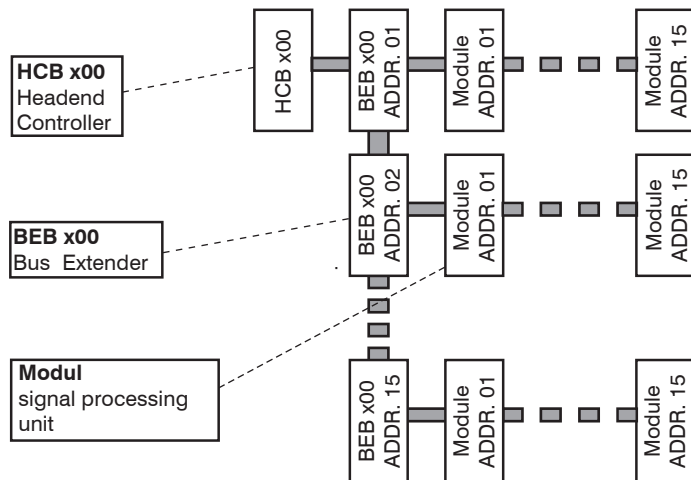 HCB x00
Headend
Controller
HCB x00
BEB x00
ADDR. 01
Module
ADDR. 01
Module
ADDR. 15
BEB x00
Bus Extender
BEB x00
ADDR. 02
Module
ADDR. 01
Module
ADDR. 15
Modul
signal processing
unit
BEB x00
ADDR. 15
Module
ADDR. 01
Module
ADDR. 15